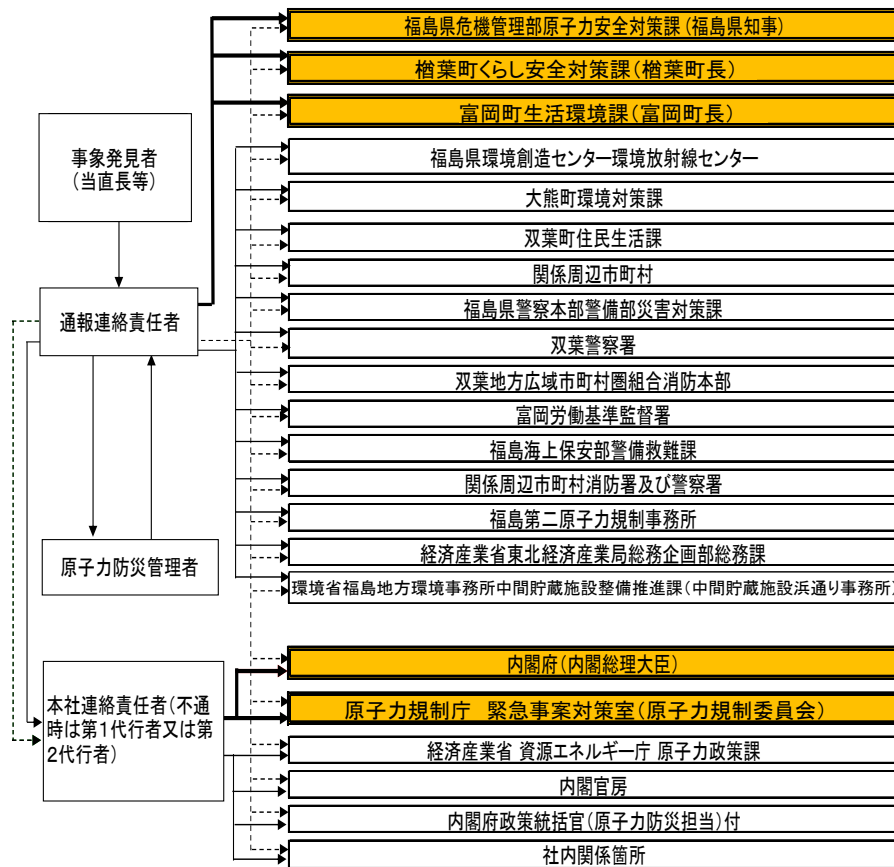 福島県危機管理部原子力安全対策課(福島県知事)
楢葉町くらし安全対策課(楢葉町長)
富岡町生活環境課(富岡町長)
事象発見者
(当直長等)
福島県環境創造センター環境放射線センター
大熊町環境対策課
双葉町住民生活課
関係周辺市町村
通報連絡責任者
福島県警察本部警備部災害対策課
双葉警察署
双葉地方広域市町村圏組合消防本部
富岡労働基準監督署
福島海上保安部警備救難課
関係周辺市町村消防署及び警察署
福島第二原子力規制事務所
原子力防災管理者
経済産業省東北経済産業局総務企画部総務課
環境省福島地方環境事務所中間貯蔵施設整備推進課(中間貯蔵施設浜通り事務所)
内閣府(内閣総理大臣)
本社連絡責任者(不通
時は第1代行者又は第
2代行者)
原子力規制庁 緊急事案対策室(原子力規制委員会)
経済産業省 資源エネルギー庁 原子力政策課
内閣官房
内閣府政策統括官(原子力防災担当)付
社内関係箇所